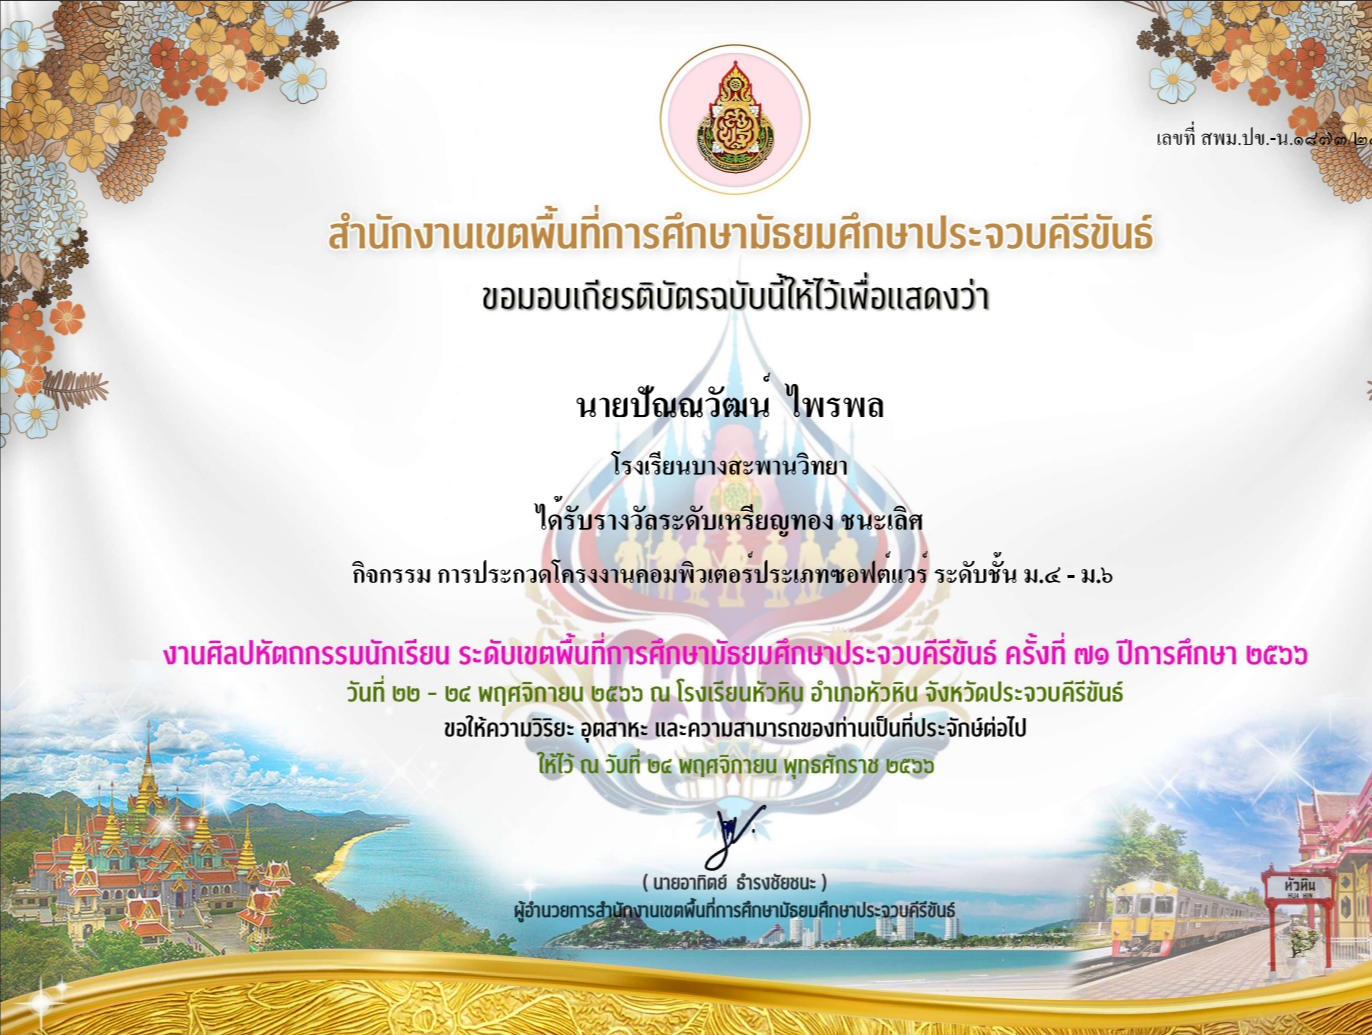 เลขที่ สพม.ปข.-น.๑๘๗๓/๒
สำนักงานเขตพื้นที่การศึกษามัธยมศึกษาประจวบคีรีขันธ์
ขอมอบเกียรติบัตรฉบับนี้ให้ไว้เพื่อแสดงว่า
นายปัณณวัฒน์ ไพรพล
โรงเรียนบางสะพานวิทยา
ได้รับรางวัลระดับเหรียญทอง ชนะเลิศ
กิจกรรม การประกวดโครงงานคอมพิวเตอร์ประเภทซอฟต์แวร์ ระดับชั้น ม.๔ - ม.๖
งานศิลปหัตถกรรมนักเรียน ระดับเขตพื้นที่การศึกษามัธยมศึกษาประจวบคีรีขันธ์ ครั้งที่ ๗๑ ปีการศึกษา ๒๕๖๖
วันที่ ๒๒ - ๒๔ พฤศจิกายน ๒๕๖๖ ณ โรงเรียนหัวหิน อำเภอหัวหิน จังหวัดประจวบคีรีขันธ์
ขอให้ความวิริยะ อุตสาหะ และความสามารถของท่านเป็นที่ประจักษ์ต่อไป
ให้ไว้ ณ วันที่ ๒๔ พฤศจิกายน พุทธศักราช ๒๕๖๖
( นายอาทิตย์ ธำรงชัยชนะ )
ผู้อำนวยการสำนักงานเขตพื้นที่การศึกษามัธยมศึกษาประจวบคีรีขันธ์
หัวหิน
HUA HIN